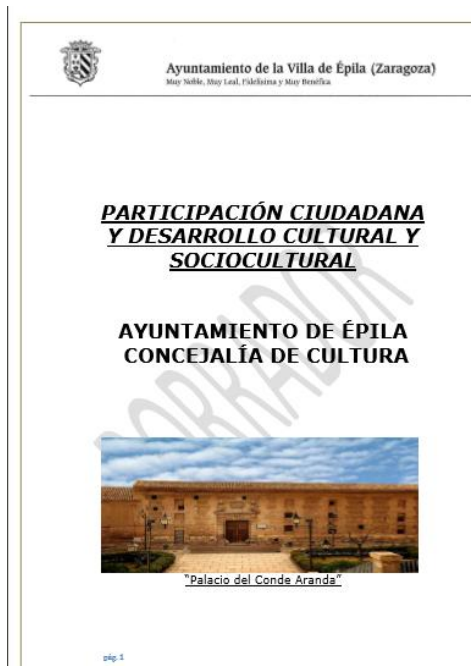 Ayuntamiento de la Villa de Épila (Zaragoza)
Muy Noble, Muy Leal, Fidelísima y Muy Benéfica
PARTICIPACIÓN CIUDADANA
Y DESARROLLO CULTURAL Y
SOCIOCULTURAL
AYUNTAMIENTO DE ÉPILA
CONCEJALÍA DE CULTURA
BORRADOR
"Palacio del Conde Aranda"
pág. 1